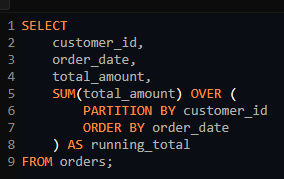 1 SELECT
2     customer_id,
3     order_date,
4     total_amount,
5     SUM(total_amount) OVER (
6         PARTITION BY customer_id
7         ORDER BY order_date
8     ) AS running_total
9 FROM orders;